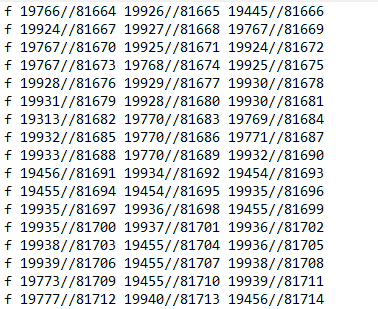 f 19766//81664 19926//81665 19445//81666
f 19924//81667 19927//81668 19767//81669
f 19767//81670 19925//81671 19924//81672
f 19767//81673 19768//81674 19925//81675
f 19928//81676 19929//81677 19930//81678
f 19931//81679 19928//81680 19930//81681
f 19313//81682 19770//81683 19769//81684
f 19932//81685 19770//81686 19771//81687
f 19933//81688 19770//81689 19932//81690
f 19456//81691 19934//81692 19454//81693
f 19455//81694 19454//81695 19935//81696
f 19935//81697 19936//81698 19455//81699
f 19935//81700 19937//81701 19936//81702
f 19938//81703 19455//81704 19936//81705
f 19939//81706 19455//81707 19938//81708
f 19773//81709 19455//81710 19939//81711
f 19777//81712 19940//81713 19456//81714